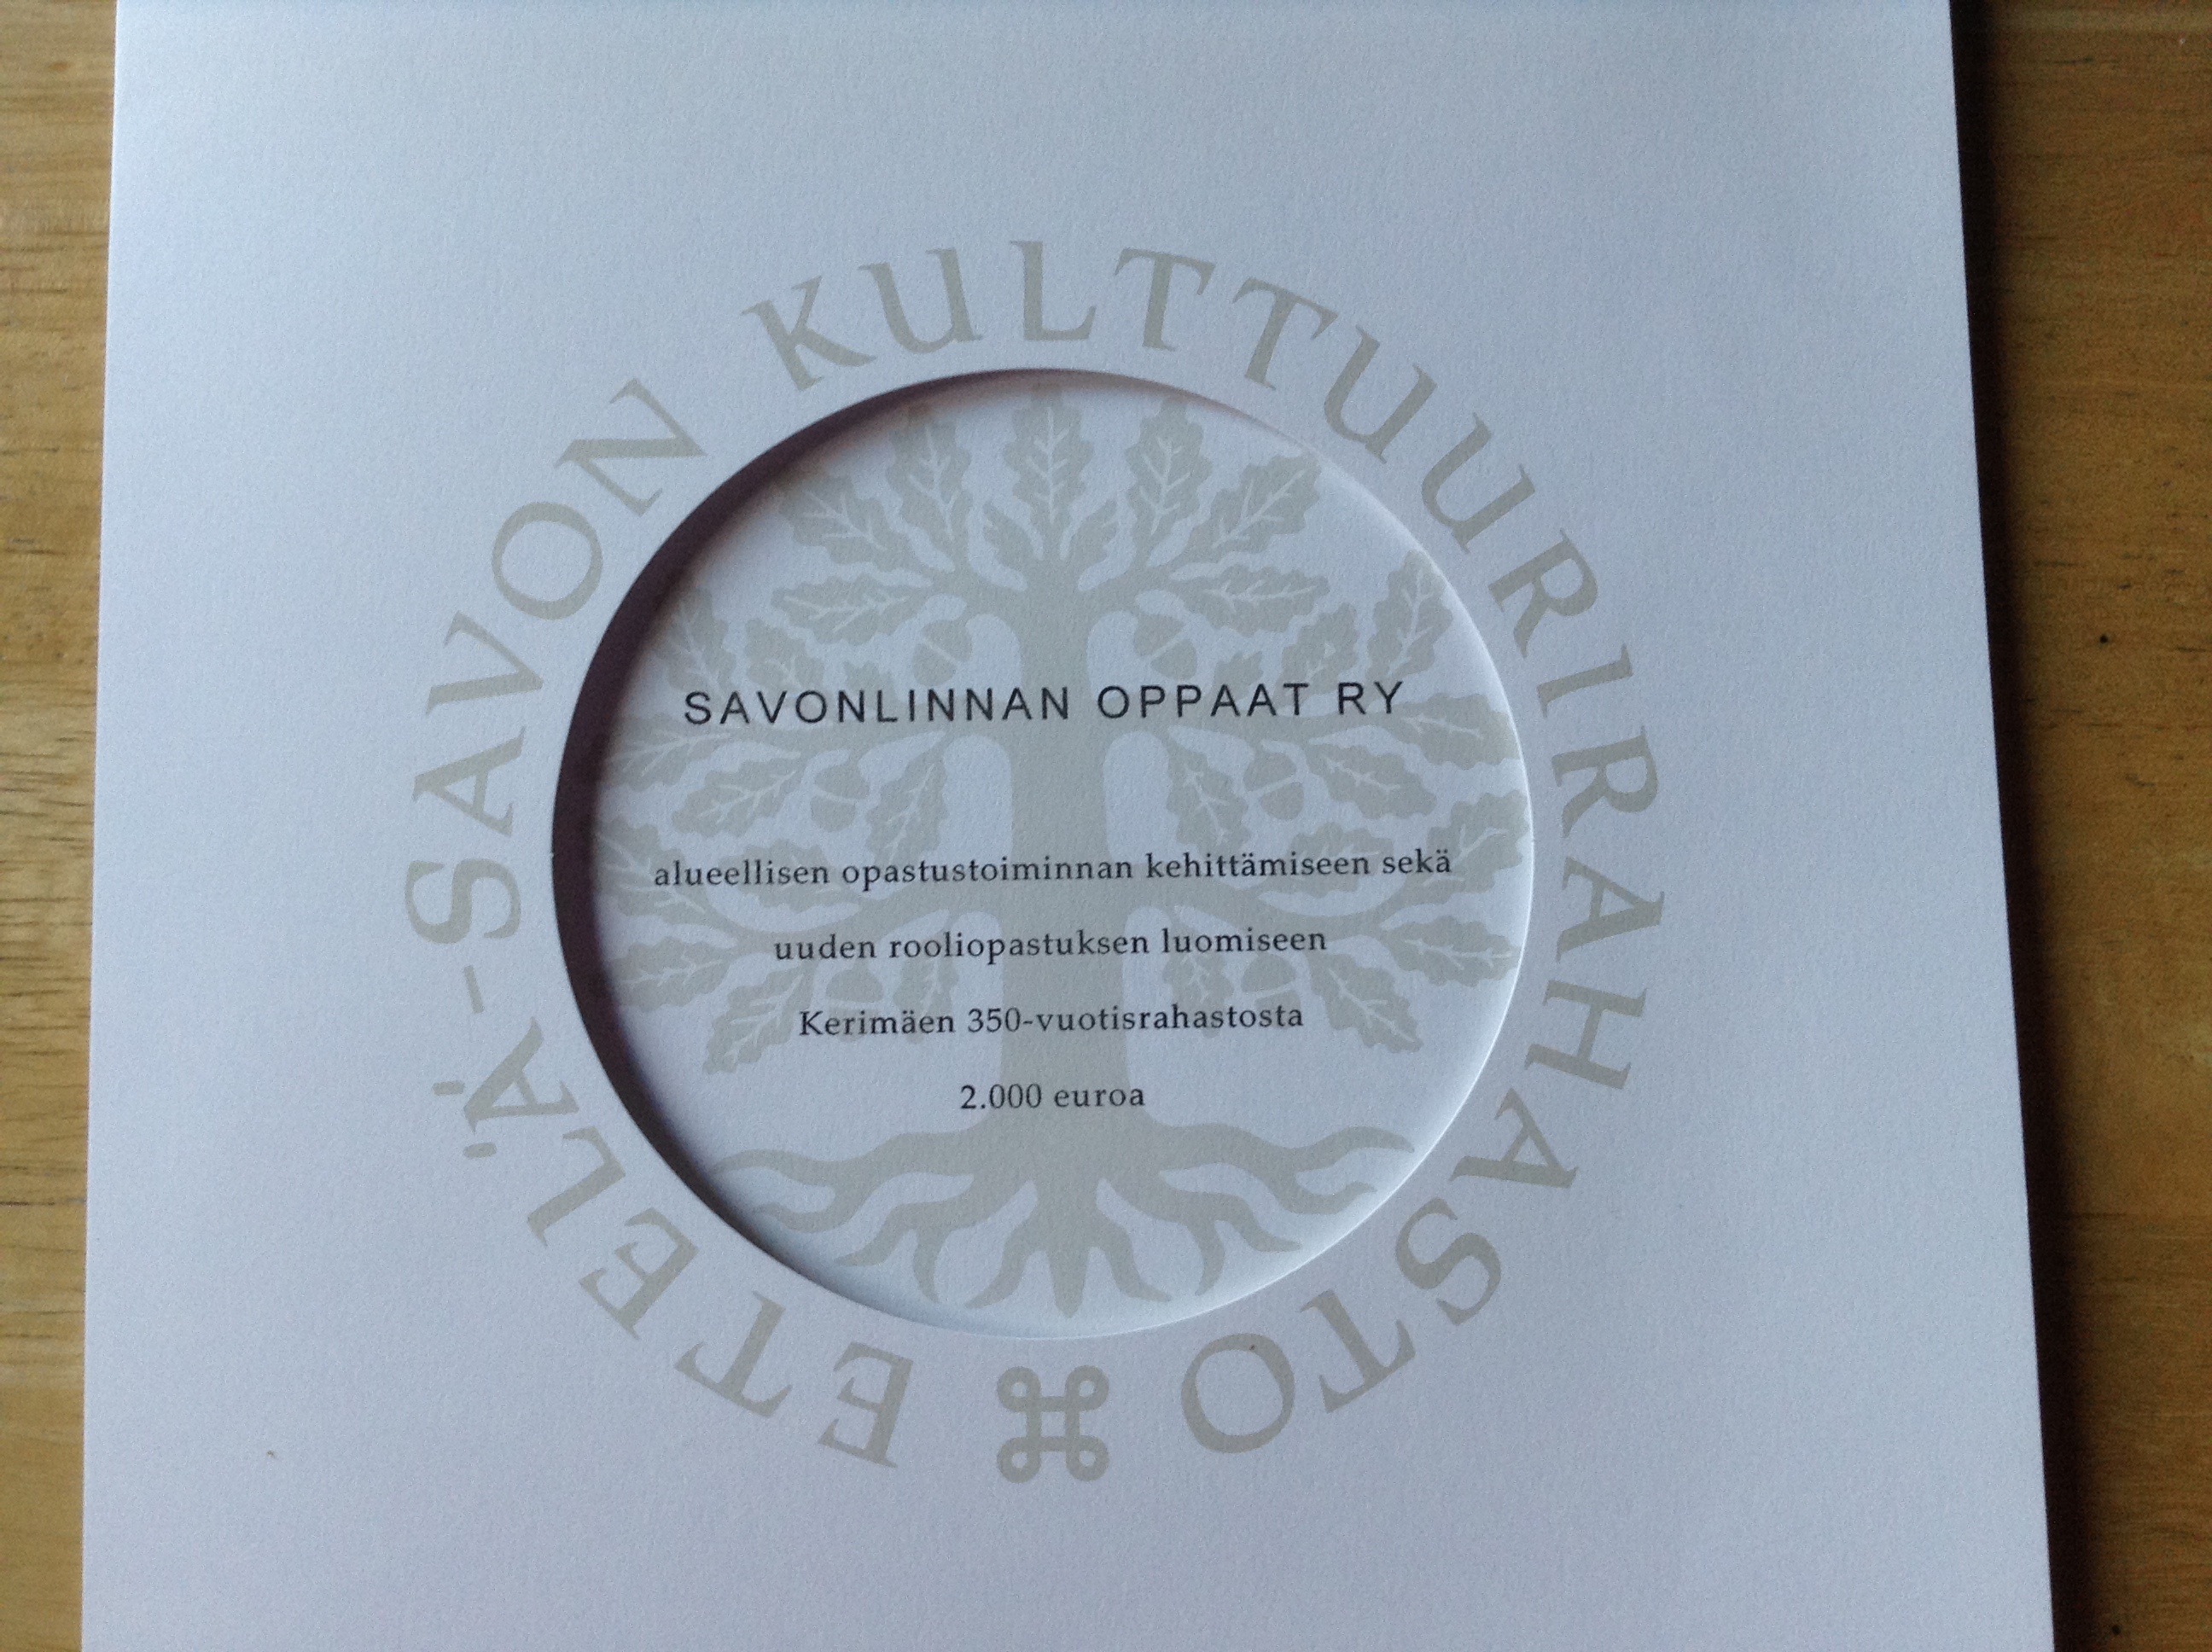 ETELÄ-SAVON KULTTUURIRAHASTO
SAVONLINNAN OPPAAT RY
alueellisen opastustoiminnan kehittämiseen sekä
uuden rooliopastuksen luomiseen
Kerimäen 350-vuotisrahastosta
2.000 euroa